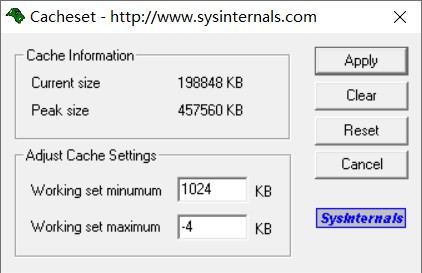 Cacheset - http://www.sysinternals.com
Cache Information
Current size 198848 KB
Peak size 457560 KB
Adjust Cache Settings
Working set minumum 1024 KB
Working set maximum -4 KB
Apply
Clear
Reset
Cancel
SysInternals